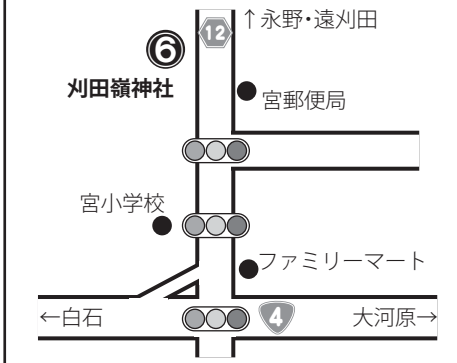 ↑永野･遠刈田
12
❻
刈田嶺神社
宮郵便局
宮小学校
ファミリーマート
←白石
4
大河原→